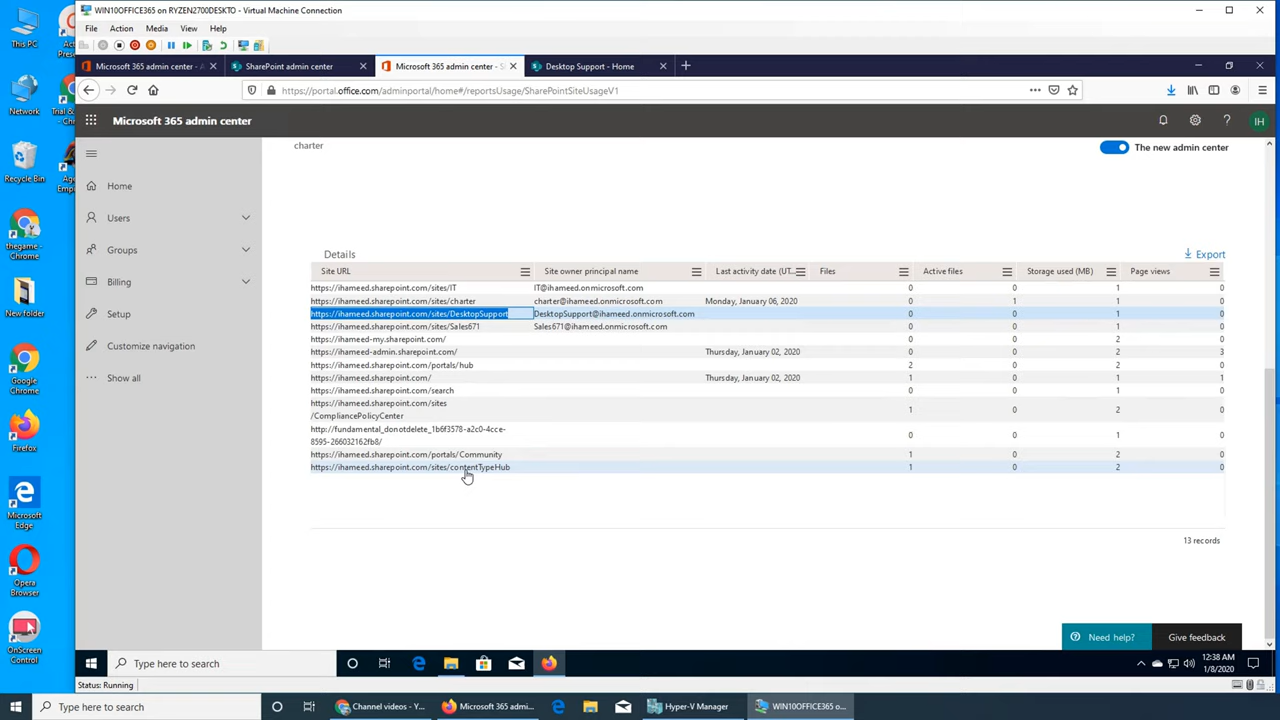 WIN10OFFICE365 on RYZEN2700DESKTO - Virtual Machine Connection
File Action Media View Help
Microsoft 365 admin center - A
SharePoint admin center
Microsoft 365 admin center - S
Desktop Support - Home
https://portal.office.com/adminportal/home#/reportsUsage/SharePointSiteUsageV1
Microsoft 365 admin center
IH
charter
The new admin center
Home
Users
Groups
Billing
Setup
Customize navigation
Show all
Details
Export
Site URL Site owner principal name Last activity date (UT... Files Active files Storage used (MB) Page views
https://ihameed.sharepoint.com/sites/IT IT@ihameed.onmicrosoft.com 0 0 1 0
https://ihameed.sharepoint.com/sites/charter charter@ihameed.onmicrosoft.com Monday, January 06, 2020 0 1 1 0
https://ihameed.sharepoint.com/sites/DesktopSupport DesktopSupport@ihameed.onmicrosoft.com 0 0 1 0
https://ihameed.sharepoint.com/sites/Sales671 Sales671@ihameed.onmicrosoft.com 0 0 1 0
https://ihameed-my.sharepoint.com/ 0 0 2 0
https://ihameed-admin.sharepoint.com/ Thursday, January 02, 2020 0 0 2 3
https://ihameed.sharepoint.com/portals/hub 2 0 2 0
https://ihameed.sharepoint.com/ Thursday, January 02, 2020 1 0 1 1
https://ihameed.sharepoint.com/search 0 0 1 0
https://ihameed.sharepoint.com/sites
/CompliancePolicyCenter 1 0 2 0
http://fundamental_donotdelete_1b6f3578-a2c0-4cce-
8595-266032162fb8/ 0 0 1 0
https://ihameed.sharepoint.com/portals/Community 1 0 2 0
https://ihameed.sharepoint.com/sites/contentTypeHub 1 0 2 0
13 records
Need help?
Give feedback
Type here to search
12:38 AM
1/8/2020
Status: Running
Type here to search
Channel videos - Y...
Microsoft 365 admi...
Hyper-V Manager
WIN10OFFICE365 o...
This PC
Network
Recycle Bin
thegame -
Chrome
New folder
Google
Chrome
Firefox
Microsoft
Edge
Opera
Browser
OnScreen
Control